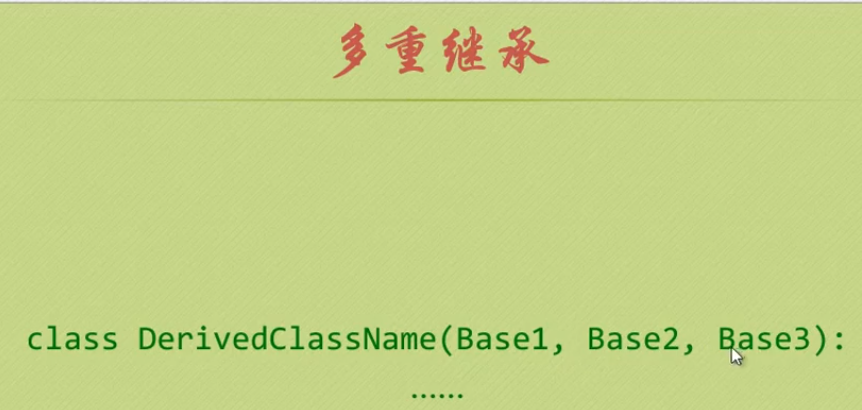 多重继承
class DerivedClassName(Base1, Base2, Base3):
……